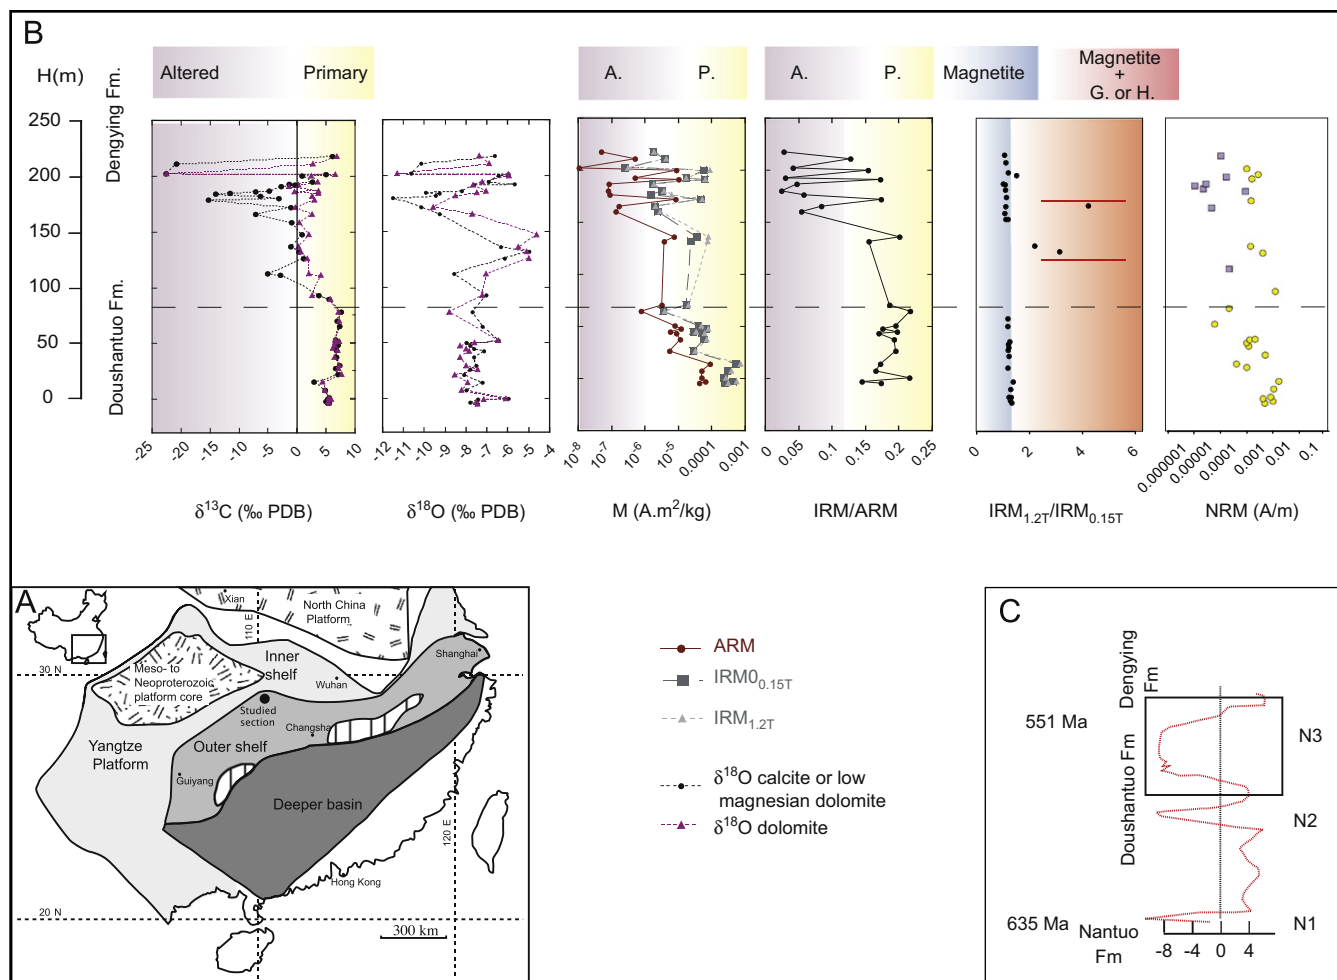 B
Altered
Primary
A.
P.
A.
P.
Magnetite
Magnetite
+
G. or H.
H(m)
Dengying Fm.
Doushantuo Fm.
250
200
150
100
50
0
-25
-20
-15
-10
-5
0
5
10
δ13C (‰ PDB)
-12
-11
-10
-9
-8
-7
-6
-5
-4
δ18O (‰ PDB)
10-8
10-7
10-6
10-5
0.0001
0.001
M (A.m2/kg)
0
0.05
0.1
0.15
0.2
0.25
IRM/ARM
0
2
4
6
IRM1.2T/IRM0.15T
0.000001
0.00001
0.0001
0.001
0.01
0.1
NRM (A/m)
A
Xian
North China
Platform
110 E
30 N
Meso- to
Neoproterozoic
platform core
Inner
shelf
Shanghai
Wuhan
Studied
section
Changsha
Yangtze
Platform
Outer shelf
Guiyang
Deeper basin
120 E
Hong Kong
20 N
300 km
ARM
IRM00.15T
IRM1.2T
δ18O calcite or low
magnesian dolomite
δ18O dolomite
C
Dengying
Fm
551 Ma
N3
Doushantuo Fm
N2
635 Ma
N1
Nantuo
Fm
-8
-4
0
4